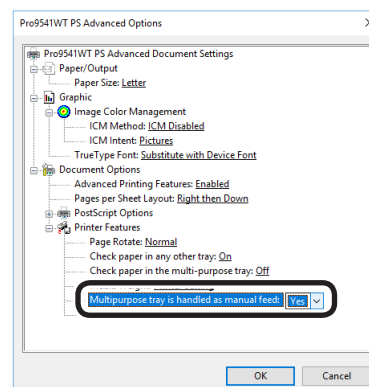 Pro9541WT PS Advanced Options
Pro9541WT PS Advanced Document Settings
Paper/Output
Paper Size: Letter
Graphic
Image Color Management
ICM Method: ICM Disabled
ICM Intent: Pictures
TrueType Font: Substitute with Device Font
Document Options
Advanced Printing Features: Enabled
Pages per Sheet Layout: Right then Down
PostScript Options
Printer Features
Page Rotate: Normal
Check paper in any other tray: On
Check paper in the multi-purpose tray: Off
Multipurpose tray is handled as manual feed: Yes
OK Cancel